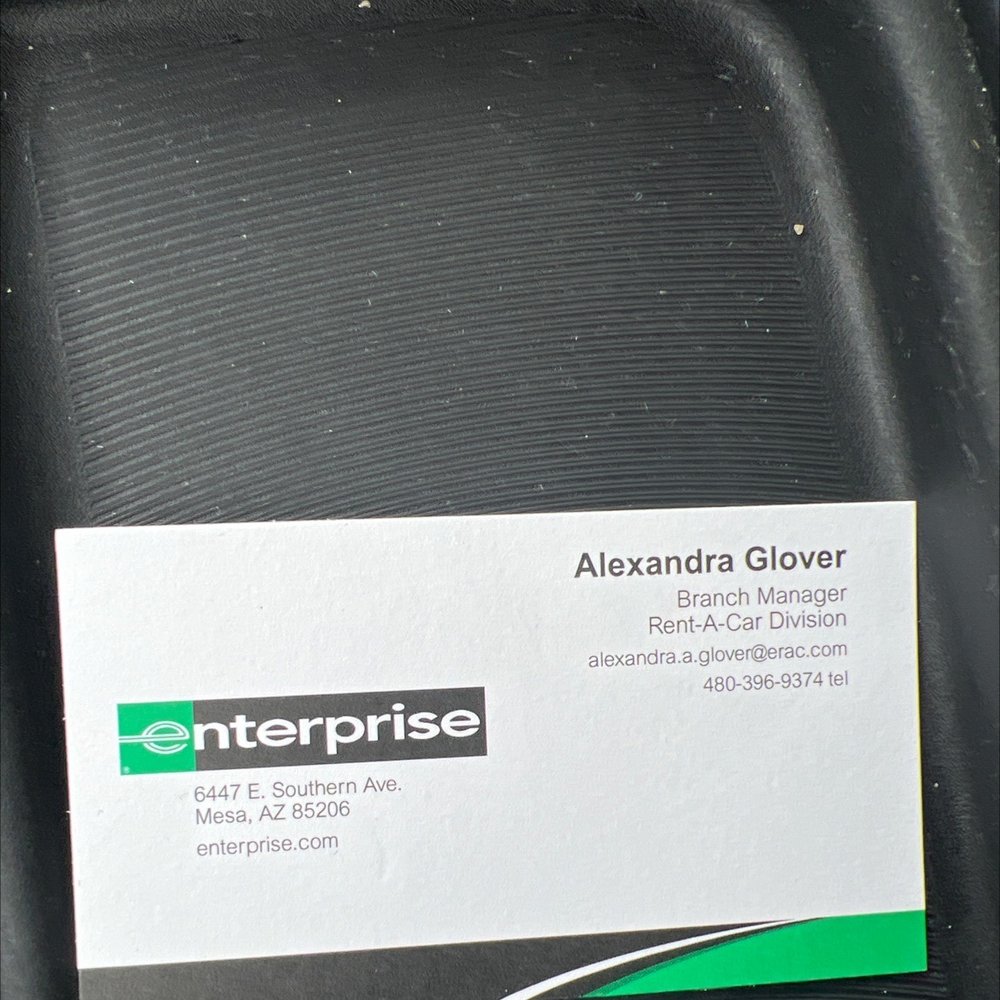 Alexandra Glover
Branch Manager
Rent-A-Car Division
alexandra.a.glover@erac.com
480-396-9374 tel
enterprise
6447 E. Southern Ave.
Mesa, AZ 85206
enterprise.com